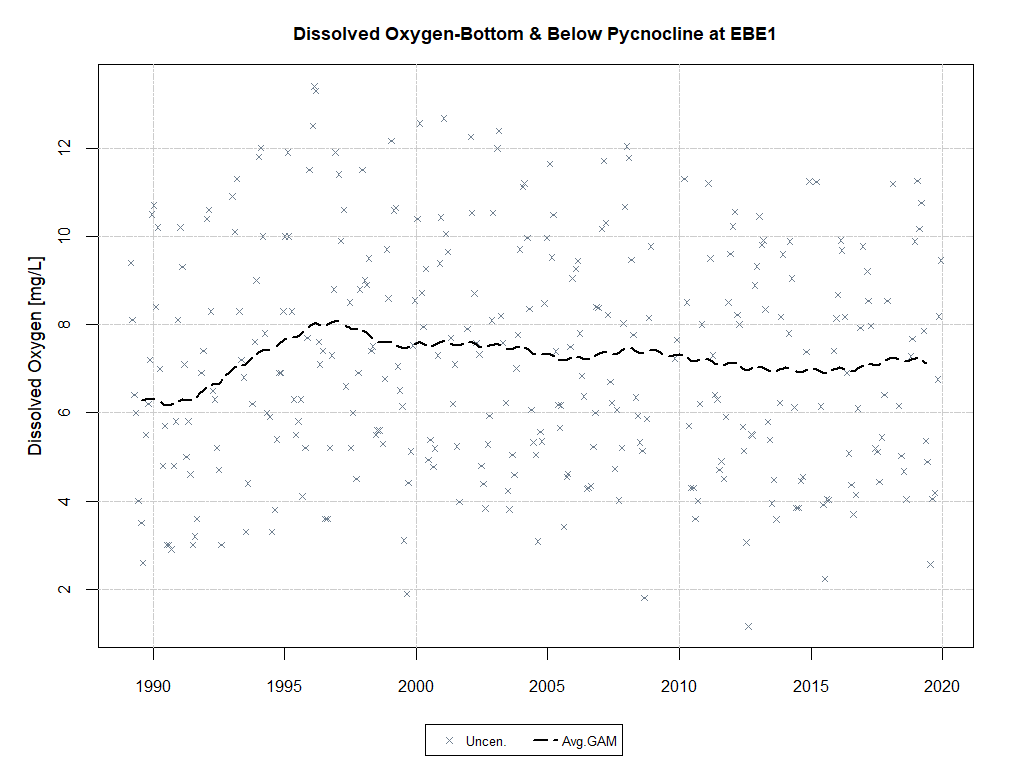 Dissolved Oxygen-Bottom & Below Pycnocline at EBE1
Dissolved Oxygen [mg/L]
12
10
8
6
4
2
1990 1995 2000 2005 2010 2015 2020
Uncen. Avg.GAM